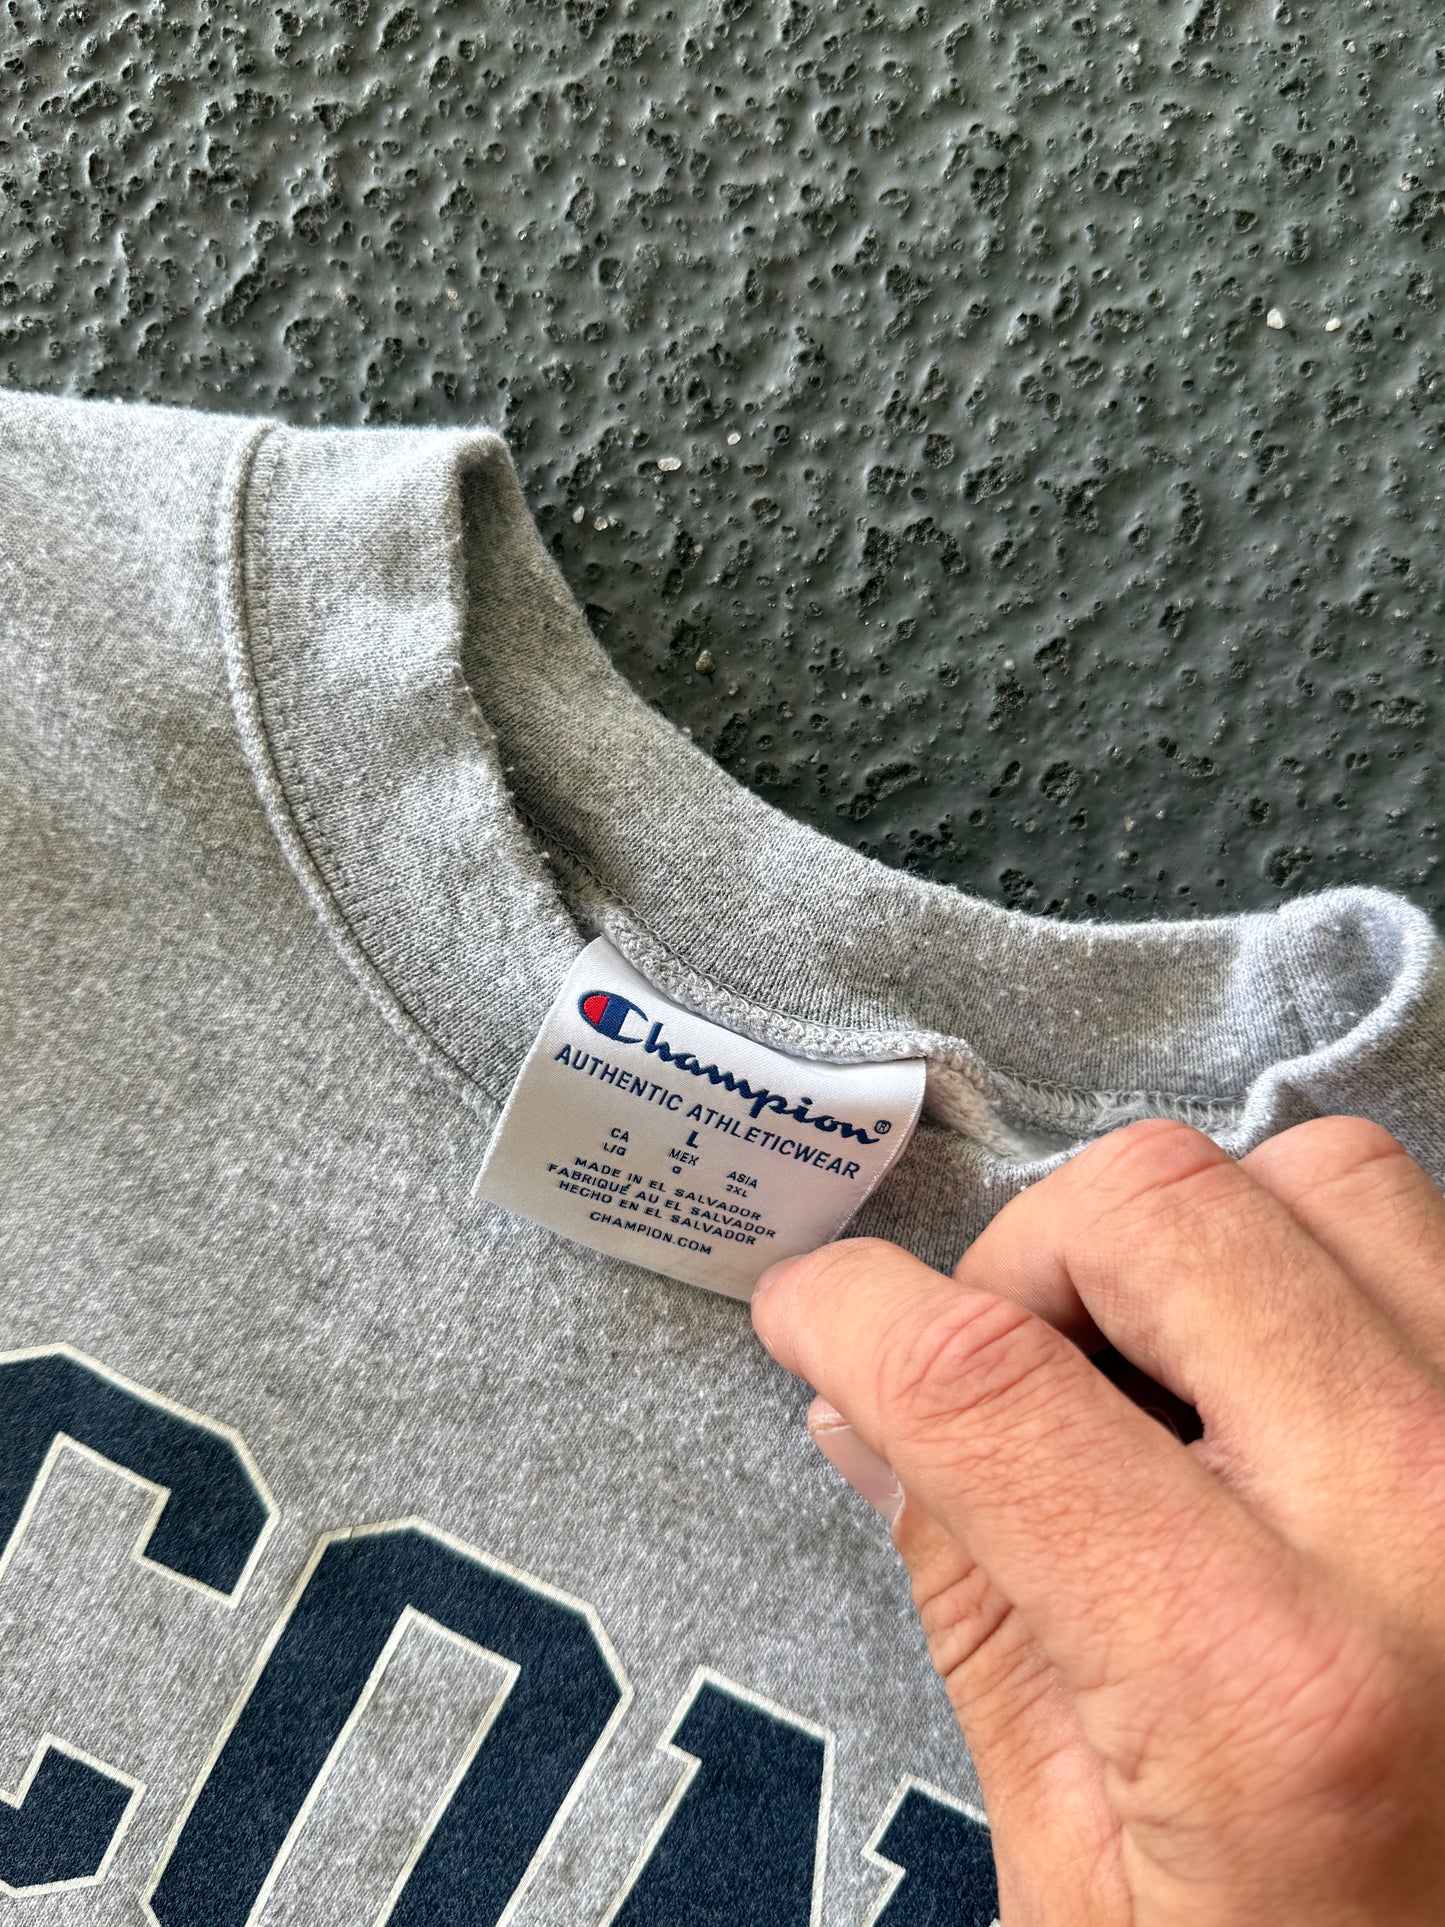 Champion®
AUTHENTIC ATHLETICWEAR
L
CA MEX ASIA
L/G G 2XL
MADE IN EL SALVADOR
FABRIQUÉ AU EL SALVADOR
HECHO EN EL SALVADOR
CHAMPION.COM
CON